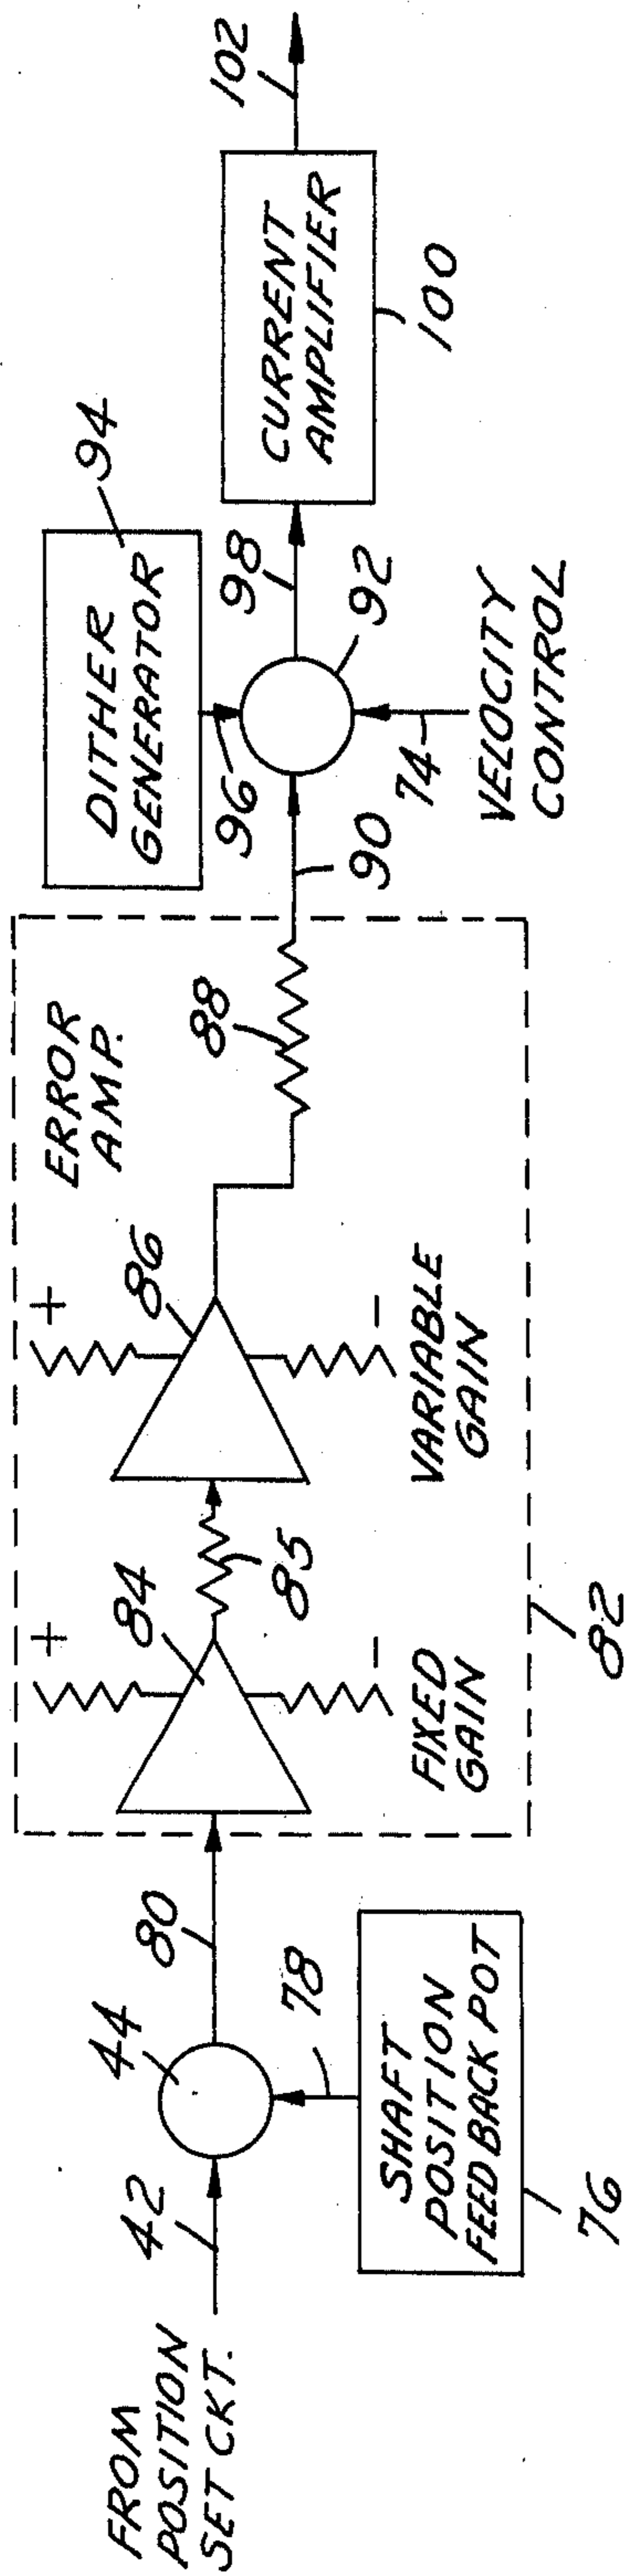 FROM
POSITION
SET CKT.
42
44
78
SHAFT
POSITION
FEED BACK POT
76
80
ERROR
AMP.
+
84
-
FIXED
GAIN
85
+
86
-
VARIABLE
GAIN
88
82
90
DITHER
GENERATOR
94
96
92
74
VELOCITY
CONTROL
98
CURRENT
AMPLIFIER
100
102